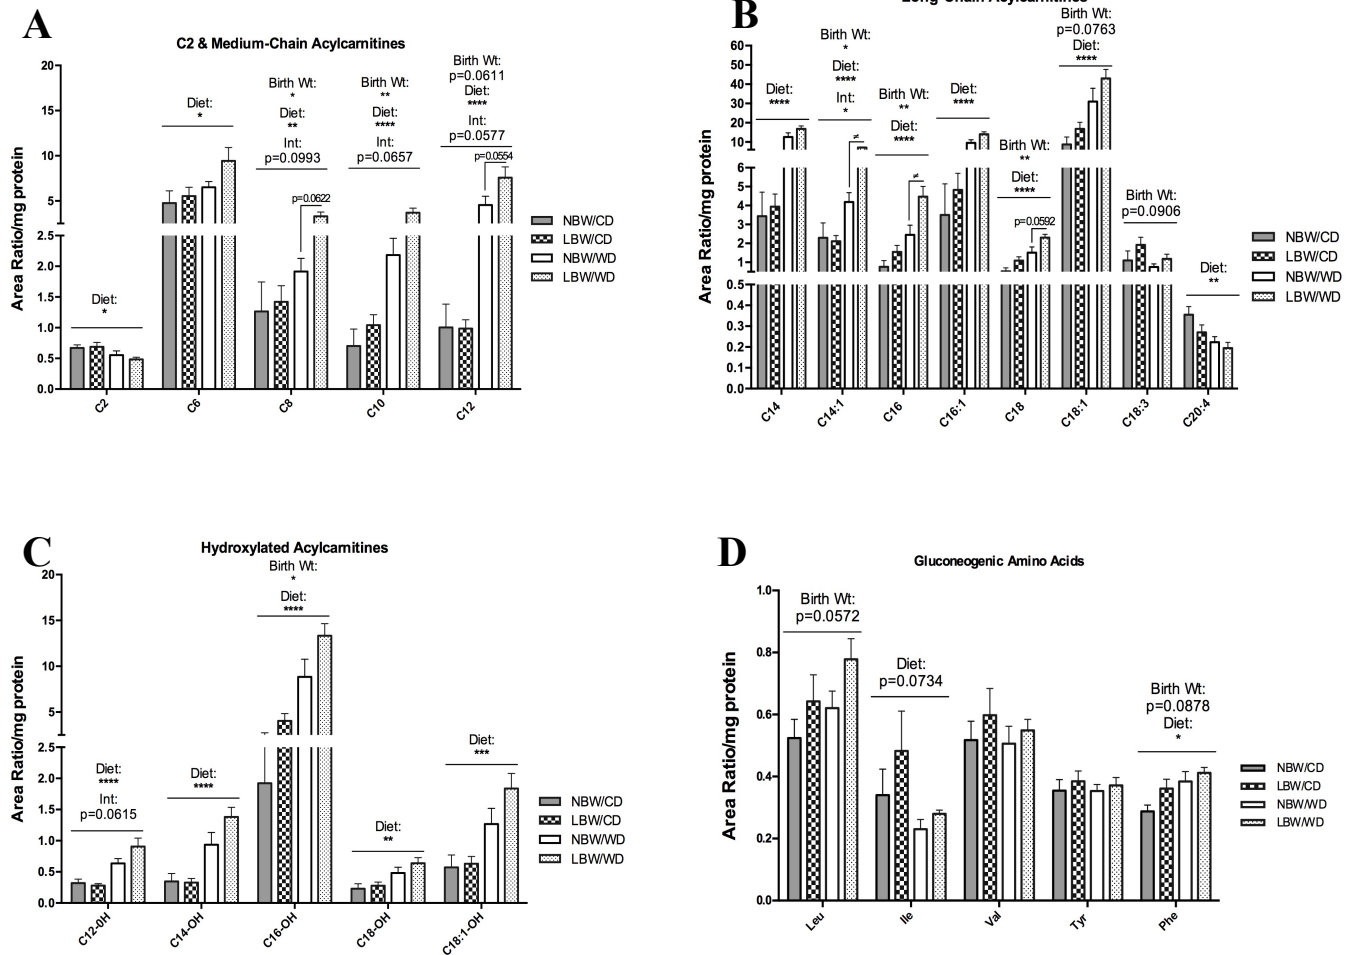 A
C2 & Medium-Chain Acylcarnitines
Area Ratio/mg protein
20
15
10
5
2.5
2.0
1.5
1.0
0.5
0.0
Diet:
*
Diet:
*
Birth Wt:
*
Diet:
**
Int:
p=0.0993
p=0.0622
Birth Wt:
**
Diet:
****
Int:
p=0.0657
Birth Wt:
p=0.0611
Diet:
****
Int:
p=0.0577
p=0.0554
C2
C6
C8
C10
C12
NBW/CD
LBW/CD
NBW/WD
LBW/WD
B
Long-Chain Acylcarnitines
Area Ratio/mg protein
60
50
40
30
20
10
6
5
4
3
2
1
0.5
0.4
0.3
0.2
0.1
0.0
Diet:
****
Birth Wt:
*
Diet:
****
Int:
*
≠
Birth Wt:
**
Diet:
****
≠
Diet:
****
Birth Wt:
**
Diet:
****
p=0.0592
Birth Wt:
p=0.0763
Diet:
****
Birth Wt:
p=0.0906
Diet:
**
C14
C14:1
C16
C16:1
C18
C18:1
C18:3
C20:4
NBW/CD
LBW/CD
NBW/WD
LBW/WD
C
Hydroxylated Acylcarnitines
Area Ratio/mg protein
20
15
10
5
2.5
2.0
1.5
1.0
0.5
0.0
Diet:
****
Int:
p=0.0615
Diet:
****
Birth Wt:
*
Diet:
****
Diet:
**
Diet:
***
C12-0H
C14-OH
C16-OH
C18-OH
C18:1-OH
NBW/CD
LBW/CD
NBW/WD
LBW/WD
D
Gluconeogenic Amino Acids
Area Ratio/mg protein
1.0
0.8
0.6
0.4
0.2
0.0
Birth Wt:
p=0.0572
Diet:
p=0.0734
Birth Wt:
p=0.0878
Diet:
*
Leu
Ile
Val
Tyr
Phe
NBW/CD
LBW/CD
NBW/WD
LBW/WD